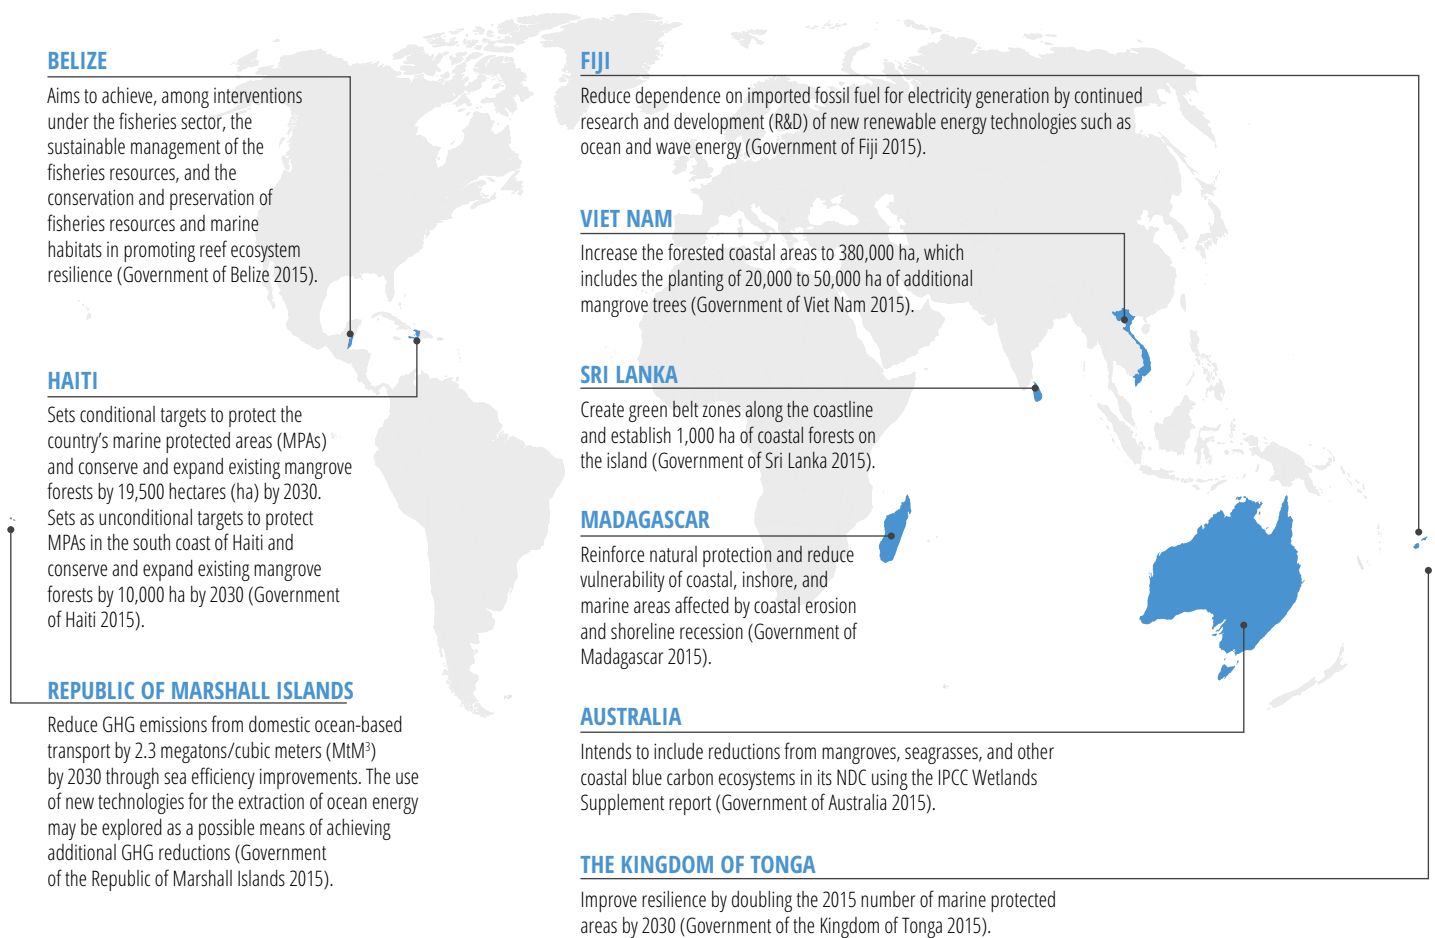 BELIZE
Aims to achieve, among interventions
under the fisheries sector, the
sustainable management of the
fisheries resources, and the
conservation and preservation of
fisheries resources and marine
habitats in promoting reef ecosystem
resilience (Government of Belize 2015).
HAITI
Sets conditional targets to protect the
country’s marine protected areas (MPAs)
and conserve and expand existing mangrove
forests by 19,500 hectares (ha) by 2030.
Sets as unconditional targets to protect
MPAs in the south coast of Haiti and
conserve and expand existing mangrove
forests by 10,000 ha by 2030 (Government
of Haiti 2015).
REPUBLIC OF MARSHALL ISLANDS
Reduce GHG emissions from domestic ocean-based
transport by 2.3 megatons/cubic meters (MtM³)
by 2030 through sea efficiency improvements. The use
of new technologies for the extraction of ocean energy
may be explored as a possible means of achieving
additional GHG reductions (Government
of the Republic of Marshall Islands 2015).
FIJI
Reduce dependence on imported fossil fuel for electricity generation by continued
research and development (R&D) of new renewable energy technologies such as
ocean and wave energy (Government of Fiji 2015).
VIET NAM
Increase the forested coastal areas to 380,000 ha, which
includes the planting of 20,000 to 50,000 ha of additional
mangrove trees (Government of Viet Nam 2015).
SRI LANKA
Create green belt zones along the coastline
and establish 1,000 ha of coastal forests on
the island (Government of Sri Lanka 2015).
MADAGASCAR
Reinforce natural protection and reduce
vulnerability of coastal, inshore, and
marine areas affected by coastal erosion
and shoreline recession (Government of
Madagascar 2015).
AUSTRALIA
Intends to include reductions from mangroves, seagrasses, and other
coastal blue carbon ecosystems in its NDC using the IPCC Wetlands
Supplement report (Government of Australia 2015).
THE KINGDOM OF TONGA
Improve resilience by doubling the 2015 number of marine protected
areas by 2030 (Government of the Kingdom of Tonga 2015).